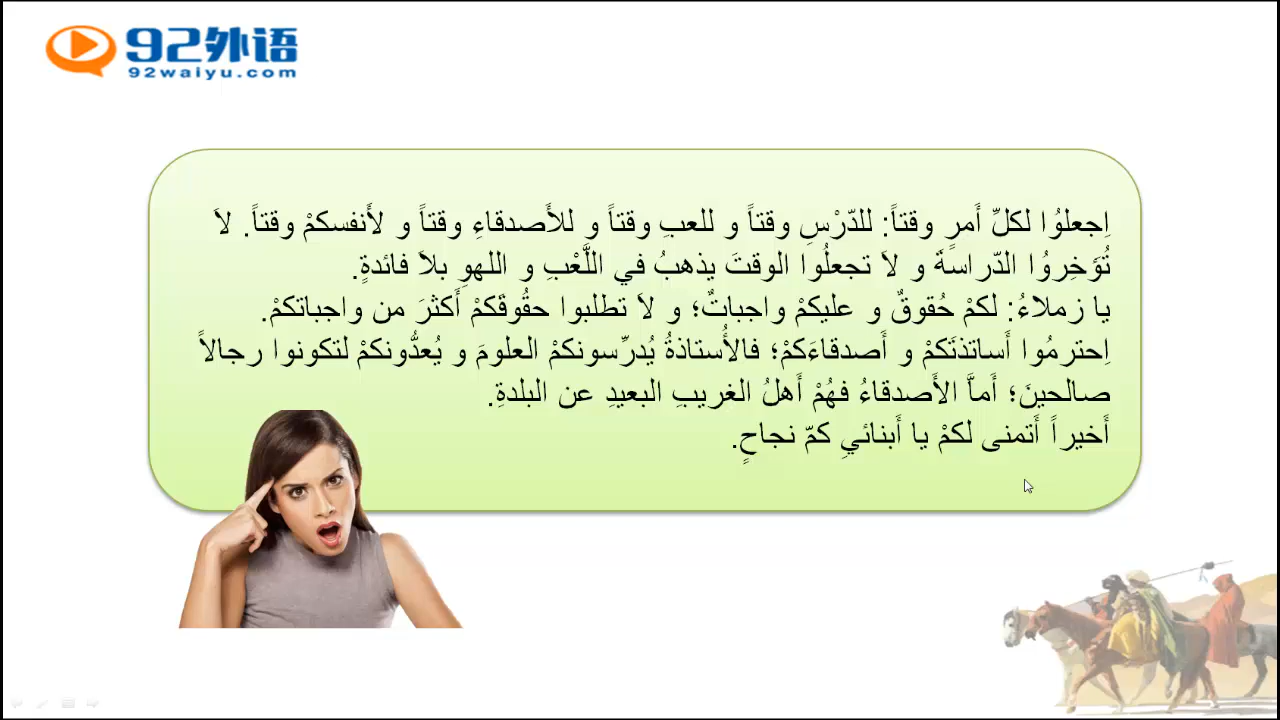 92外语
92waiyu.com
اِجعلوُا لكلِّ أَمرٍ وقتاً: للدّرْسِ وقتاً و للعبِ وقتاً و للأَصدقاءِ وقتاً و لأَنفسكمْ وقتاً. لاَ
تُوَخِروُا الدّراسةَ و لاَ تجعلُوا الوقتَ يذهبُ في اللَّعْبِ و اللهوِ بلاَ فائدةٍ.
يا زملاءُ: لكمْ حُقوقٌ و عليكمْ واجباتٌ؛ و لاَ تطلبوا حقُوقَكمْ أَكثرَ من واجباتكمْ.
اِحترمُوا أَساتذتَكمْ و أَصدقاءَكمْ؛ فالأُستاذةُ يُدرِّسونكمْ العلومَ و يُعدُّونكمْ لتكونوا رجالاً
صالحينَ؛ أَماَّ الأَصدقاءُ فهُمْ أَهلُ الغريبِ البعيدِ عن البلدةِ.
أَخيراً أَتمنى لكمْ يا أَبنائيِ كمّ نجاحٍ.